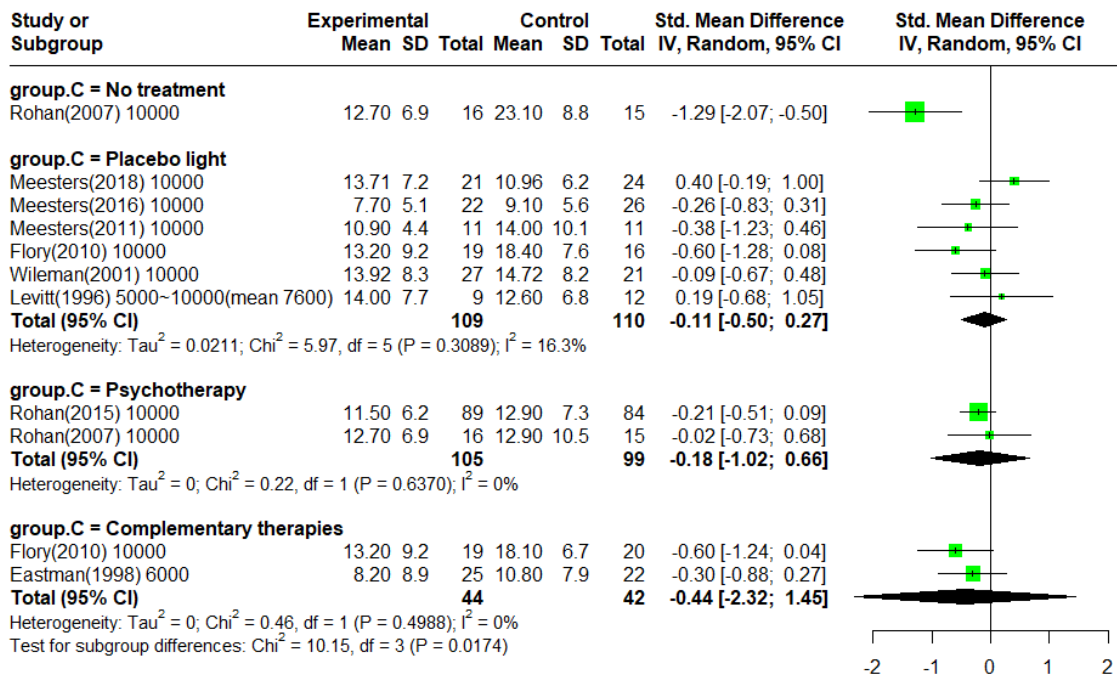 Study or Experimental Control Std. Mean Difference Std. Mean Difference
Subgroup Mean SD Total Mean SD Total IV, Random, 95% CI IV, Random, 95% CI
group.C = No treatment
Rohan(2007) 10000 12.70 6.9 16 23.10 8.8 15 -1.29 [-2.07; -0.50]
group.C = Placebo light
Meesters(2018) 10000 13.71 7.2 21 10.96 6.2 24 0.40 [-0.19; 1.00]
Meesters(2016) 10000 7.70 5.1 22 9.10 5.6 26 -0.26 [-0.83; 0.31]
Meesters(2011) 10000 10.90 4.4 11 14.00 10.1 11 -0.38 [-1.23; 0.46]
Flory(2010) 10000 13.20 9.2 19 18.40 7.6 16 -0.60 [-1.28; 0.08]
Wileman(2001) 10000 13.92 8.3 27 14.72 8.2 21 -0.09 [-0.67; 0.48]
Levitt(1996) 5000~10000(mean 7600) 14.00 7.7 9 12.60 6.8 12 0.19 [-0.68; 1.05]
Total (95% CI) 109 110 -0.11 [-0.50; 0.27]
Heterogeneity: Tau² = 0.0211; Chi² = 5.97, df = 5 (P = 0.3089); I² = 16.3%
group.C = Psychotherapy
Rohan(2015) 10000 11.50 6.2 89 12.90 7.3 84 -0.21 [-0.51; 0.09]
Rohan(2007) 10000 12.70 6.9 16 12.90 10.5 15 -0.02 [-0.73; 0.68]
Total (95% CI) 105 99 -0.18 [-1.02; 0.66]
Heterogeneity: Tau² = 0; Chi² = 0.22, df = 1 (P = 0.6370); I² = 0%
group.C = Complementary therapies
Flory(2010) 10000 13.20 9.2 19 18.10 6.7 20 -0.60 [-1.24; 0.04]
Eastman(1998) 6000 8.20 8.9 25 10.80 7.9 22 -0.30 [-0.88; 0.27]
Total (95% CI) 44 42 -0.44 [-2.32; 1.45]
Heterogeneity: Tau² = 0; Chi² = 0.46, df = 1 (P = 0.4988); I² = 0%
Test for subgroup differences: Chi² = 10.15, df = 3 (P = 0.0174)
-2 -1 0 1 2